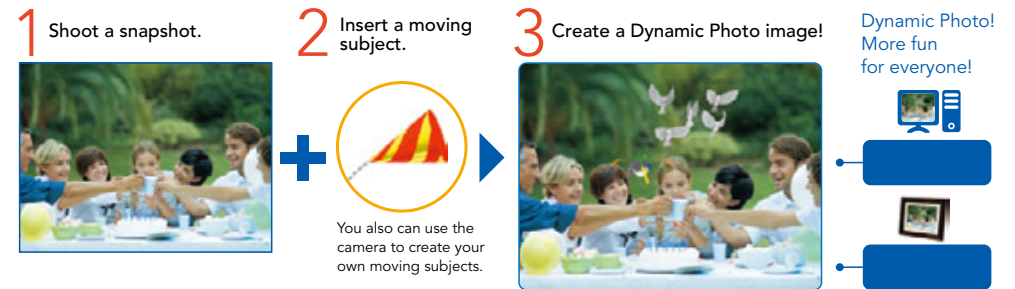 1 Shoot a snapshot.
2 Insert a moving
subject.
You also can use the
camera to create your
own moving subjects.
3 Create a Dynamic Photo image!
Dynamic Photo!
More fun
for everyone!